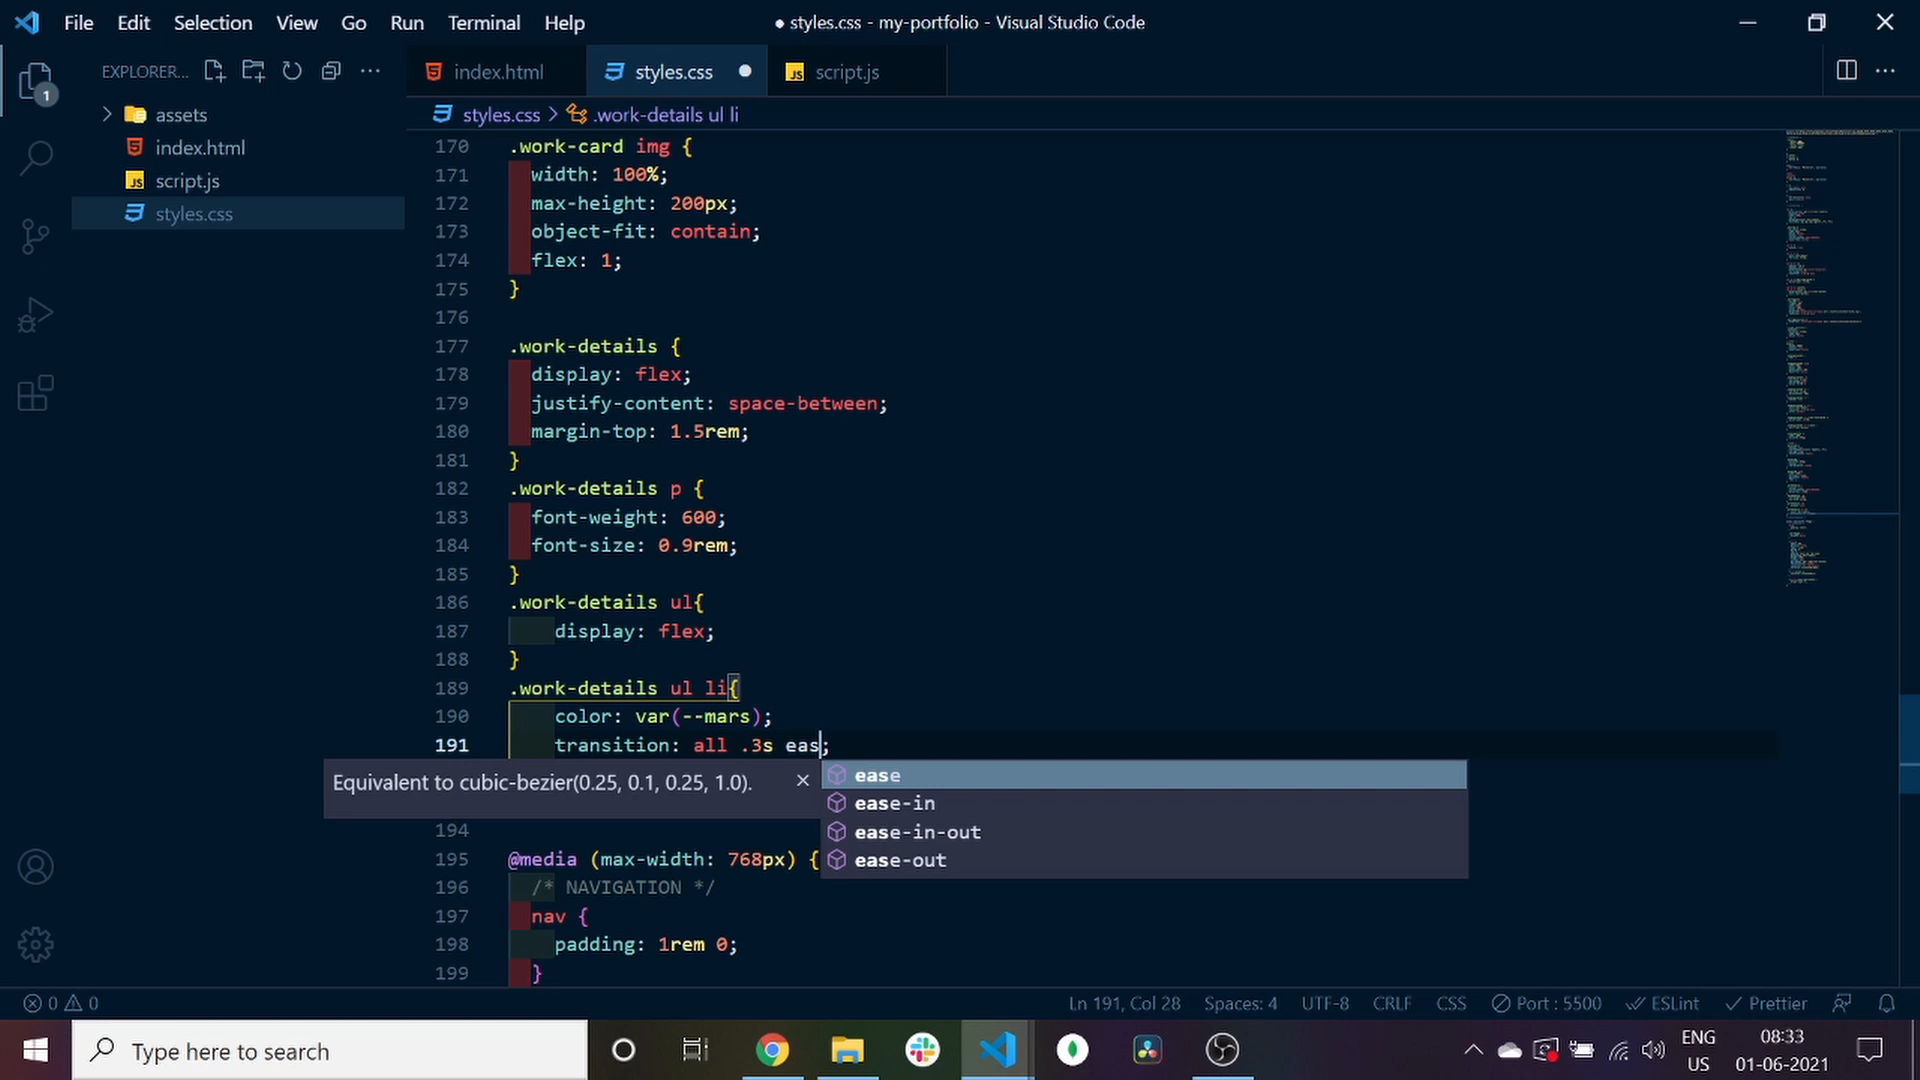 File Edit Selection View Go Run Terminal Help
● styles.css - my-portfolio - Visual Studio Code
EXPLORER...
index.html
styles.css
script.js
1
assets
index.html
script.js
styles.css
styles.css > .work-details ul li
170 .work-card img {
171 width: 100%;
172 max-height: 200px;
173 object-fit: contain;
174 flex: 1;
175 }
176
177 .work-details {
178 display: flex;
179 justify-content: space-between;
180 margin-top: 1.5rem;
181 }
182 .work-details p {
183 font-weight: 600;
184 font-size: 0.9rem;
185 }
186 .work-details ul{
187 display: flex;
188 }
189 .work-details ul li{
190 color: var(--mars);
191 transition: all .3s eas;
Equivalent to cubic-bezier(0.25, 0.1, 0.25, 1.0).
ease
ease-in
ease-in-out
ease-out
194
195 @media (max-width: 768px) {
196 /* NAVIGATION */
197 nav {
198 padding: 1rem 0;
199 }
0 0
Ln 191, Col 28 Spaces: 4 UTF-8 CRLF CSS Port : 5500 ESLint Prettier
Type here to search
ENG
US
08:33
01-06-2021